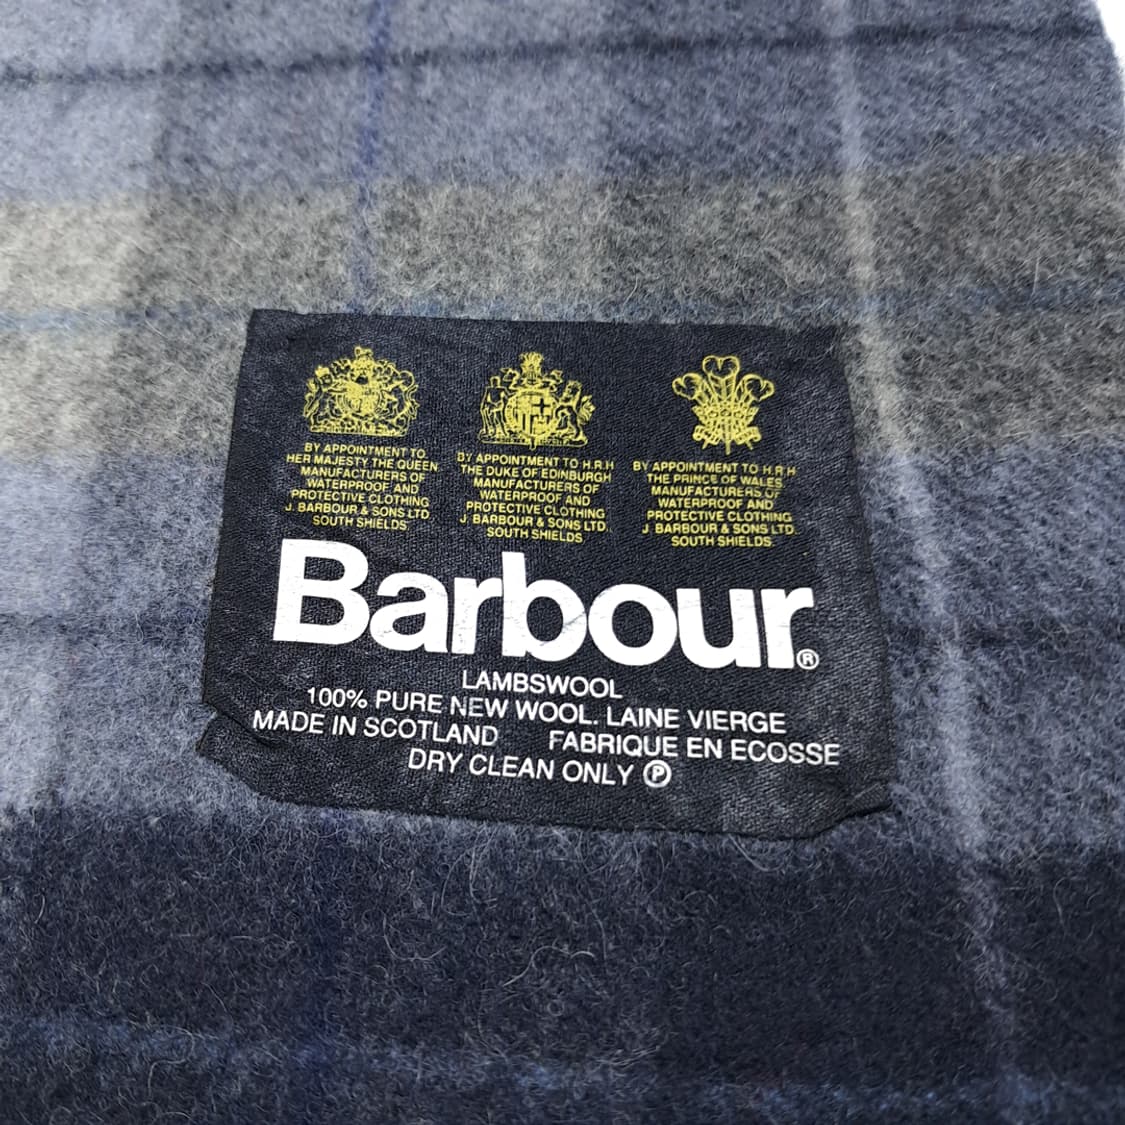 BY APPOINTMENT TO
HER MAJESTY THE QUEEN
MANUFACTURERS OF
WATERPROOF AND
PROTECTIVE CLOTHING
J. BARBOUR & SONS LTD
SOUTH SHIELDS
BY APPOINTMENT TO H.R.H
THE DUKE OF EDINBURGH
MANUFACTURERS OF
WATERPROOF AND
PROTECTIVE CLOTHING
J. BARBOUR & SONS LTD.
SOUTH SHIELDS
BY APPOINTMENT TO H.R.H
THE PRINCE OF WALES
MANUFACTURERS OF
WATERPROOF AND
PROTECTIVE CLOTHING
J. BARBOUR & SONS LTD.
SOUTH SHIELDS
Barbour®
LAMBSWOOL
100% PURE NEW WOOL. LAINE VIERGE
MADE IN SCOTLAND FABRIQUE EN ECOSSE
DRY CLEAN ONLY Ⓟ